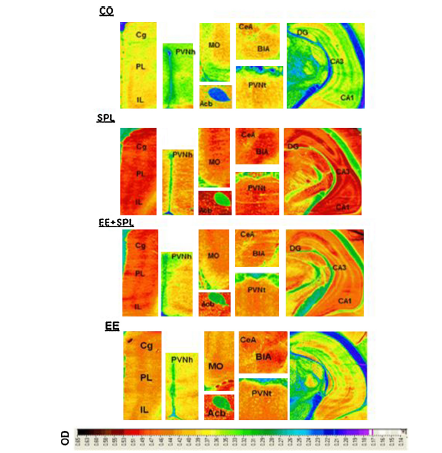 CO
Cg
PL
IL
PVNh
MO
Acb
CeA
BlA
PVNt
DG
CA3
CA1
SPL
Cg
PL
IL
PVNh
MO
Acb
CeA
BlA
PVNt
DG
CA3
CA1
EE+SPL
Cg
PL
IL
PVNh
MO
Acb
CeA
BlA
PVNt
DG
CA3
CA1
EE
Cg
PL
IL
PVNh
MO
Acb
CeA
BlA
PVNt
OD